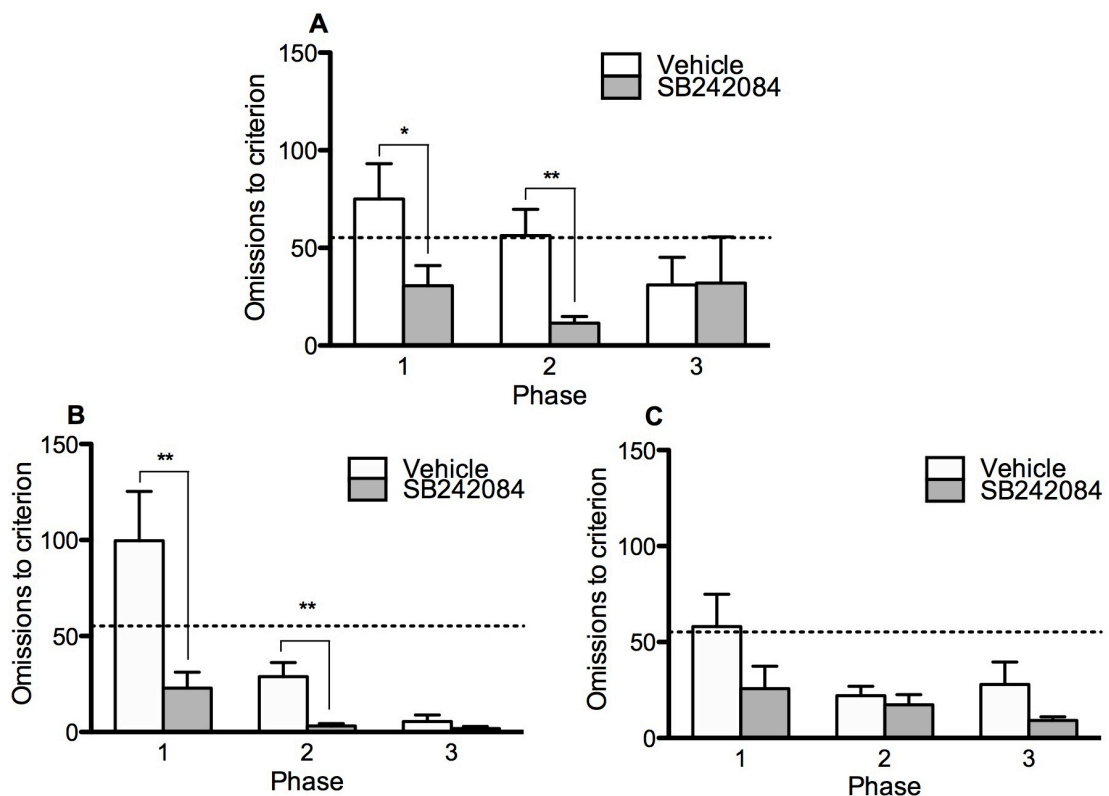 A
Omissions to criterion
150
100
50
0
Vehicle
SB242084
*
**
1 2 3
Phase
B
Omissions to criterion
150
100
50
0
Vehicle
SB242084
**
**
1 2 3
Phase
C
Omissions to criterion
150
100
50
0
Vehicle
SB242084
1 2 3
Phase